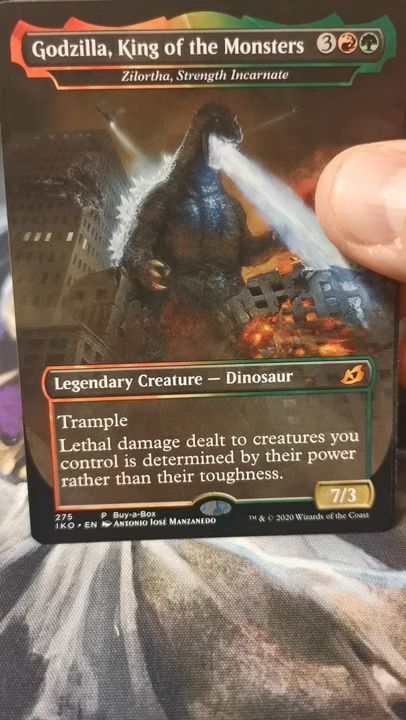 Godzilla, King of the Monsters 3
Zilortha, Strength Incarnate
Legendary Creature — Dinosaur
Trample
Lethal damage dealt to creatures you
control is determined by their power
rather than their toughness.
7/3
275 P Buy-a-Box
IKO • EN Antonio José Manzanedo ™ & © 2020 Wizards of the Coast